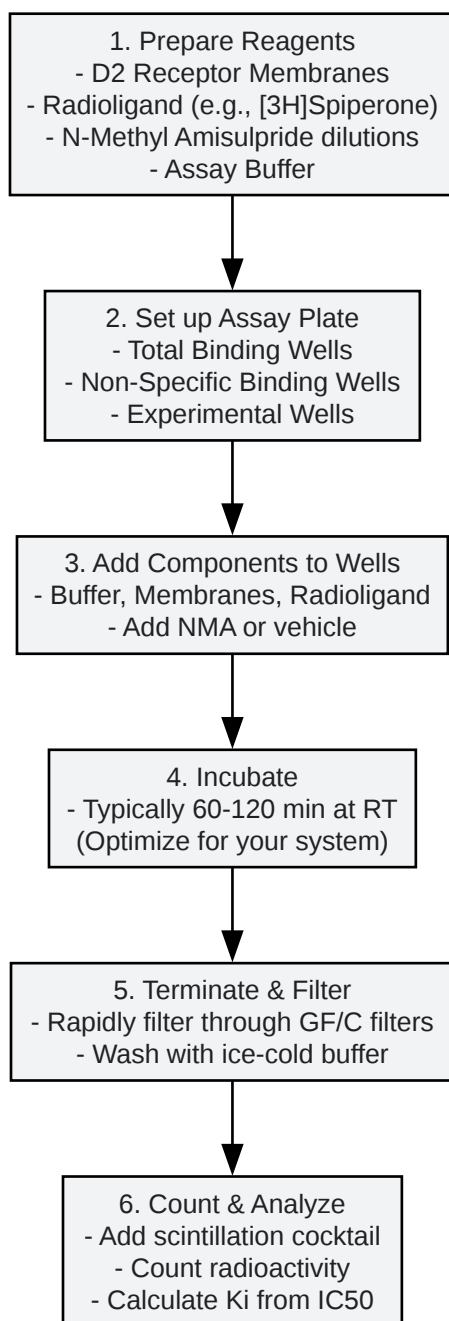 1. Prepare Reagents
- D2 Receptor Membranes
- Radioligand (e.g., [3H]Spiperone)
- N-Methyl Amisulpride dilutions
- Assay Buffer
2. Set up Assay Plate
- Total Binding Wells
- Non-Specific Binding Wells
- Experimental Wells
3. Add Components to Wells
- Buffer, Membranes, Radioligand
- Add NMA or vehicle
4. Incubate
- Typically 60-120 min at RT
(Optimize for your system)
5. Terminate & Filter
- Rapidly filter through GF/C filters
- Wash with ice-cold buffer
6. Count & Analyze
- Add scintillation cocktail
- Count radioactivity
- Calculate Ki from IC50